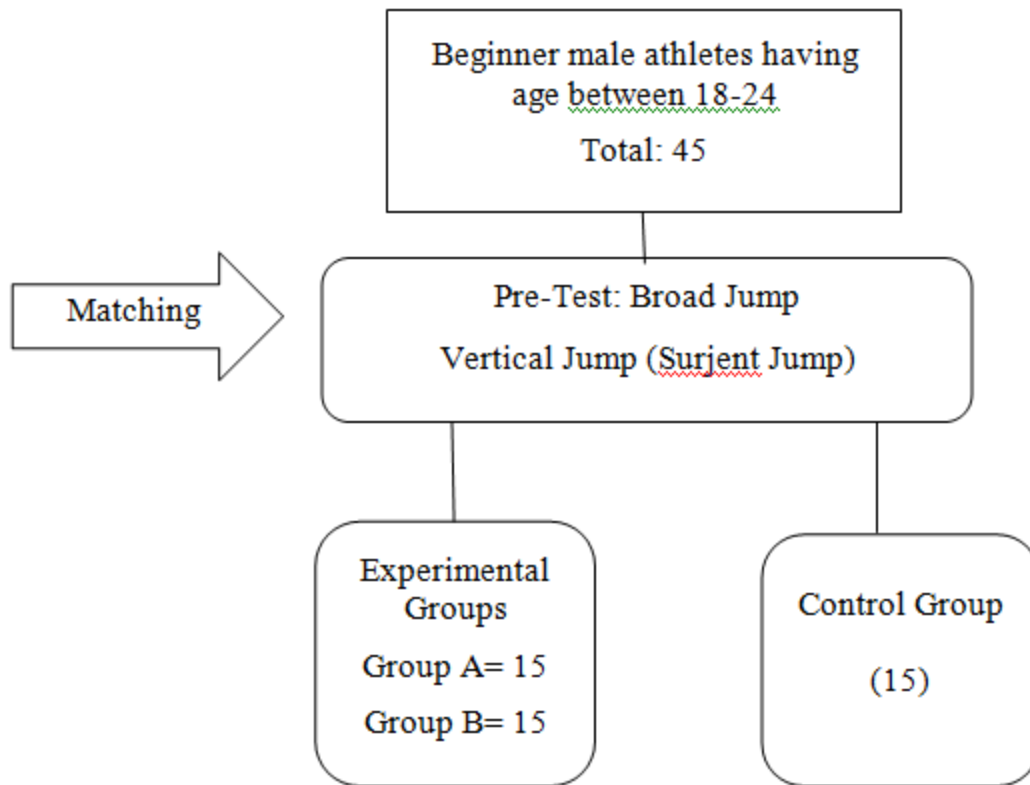 Beginner male athletes having
age between 18-24
Total: 45
Matching
Pre-Test: Broad Jump
Vertical Jump (Surjent Jump)
Experimental
Groups
Group A= 15
Group B= 15
Control Group
(15)